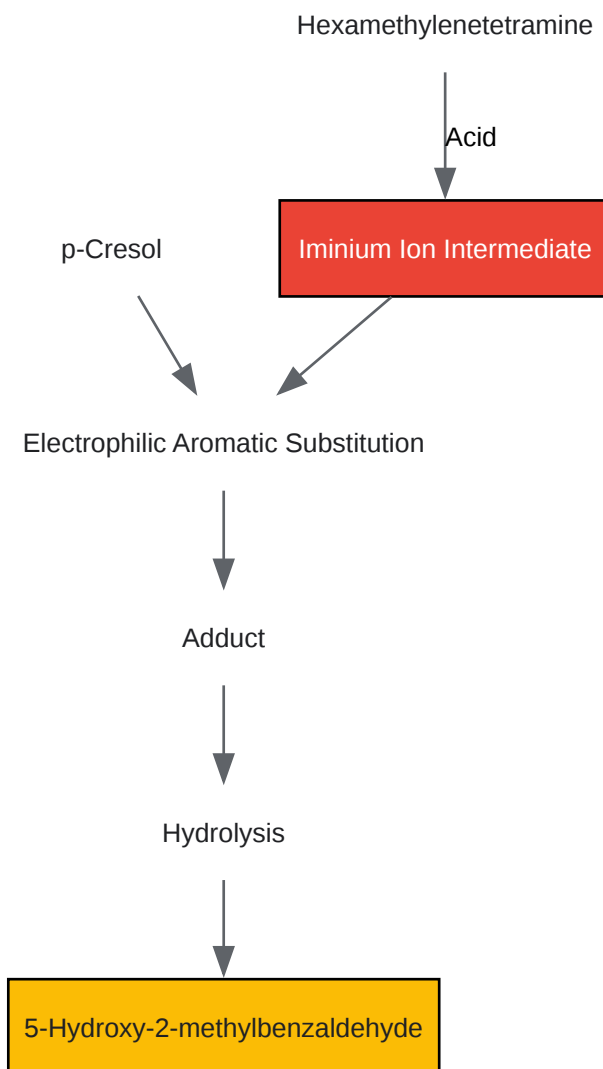 Hexamethylenetetramine
Acid
p-Cresol
Iminium Ion Intermediate
Electrophilic Aromatic Substitution
Adduct
Hydrolysis
5-Hydroxy-2-methylbenzaldehyde